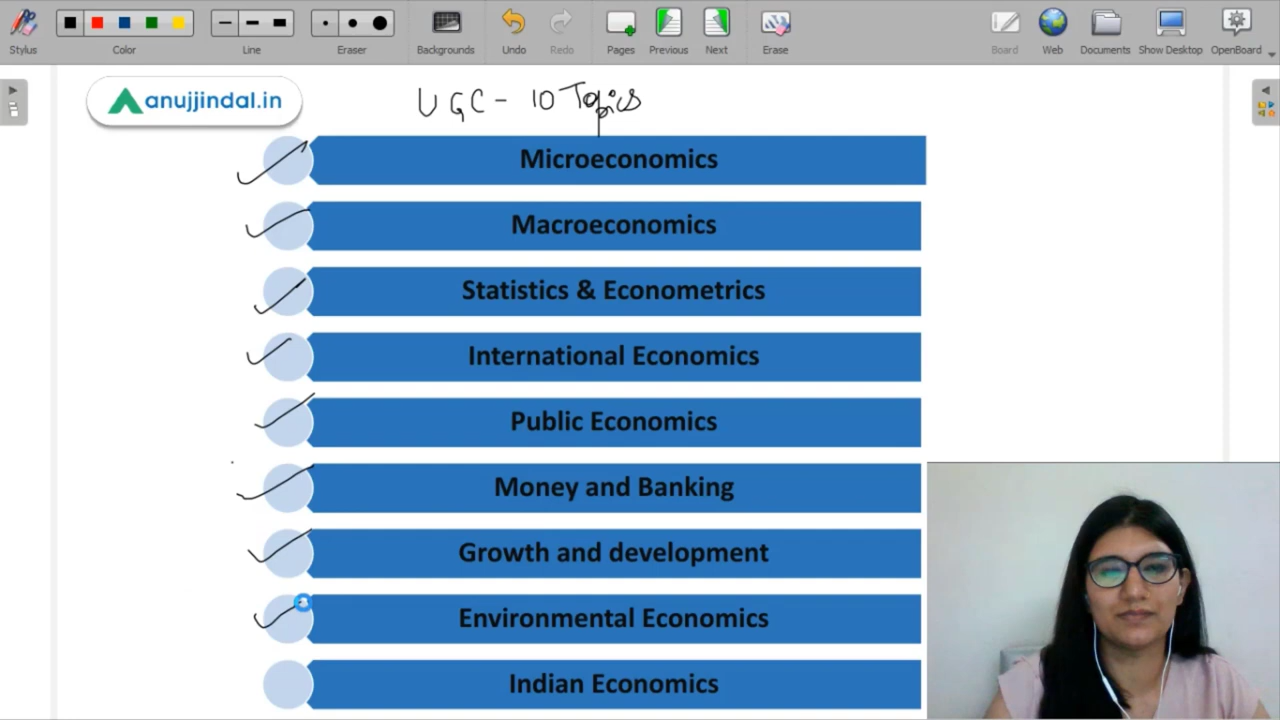 Stylus
Color
Line
Eraser
Backgrounds
Undo
Redo
Pages
Previous
Next
Erase
Board
Web
Documents
Show Desktop
OpenBoard
anujjindal.in
UGC - 10 Topics
Microeconomics
Macroeconomics
Statistics & Econometrics
International Economics
Public Economics
Money and Banking
Growth and development
Environmental Economics
Indian Economics